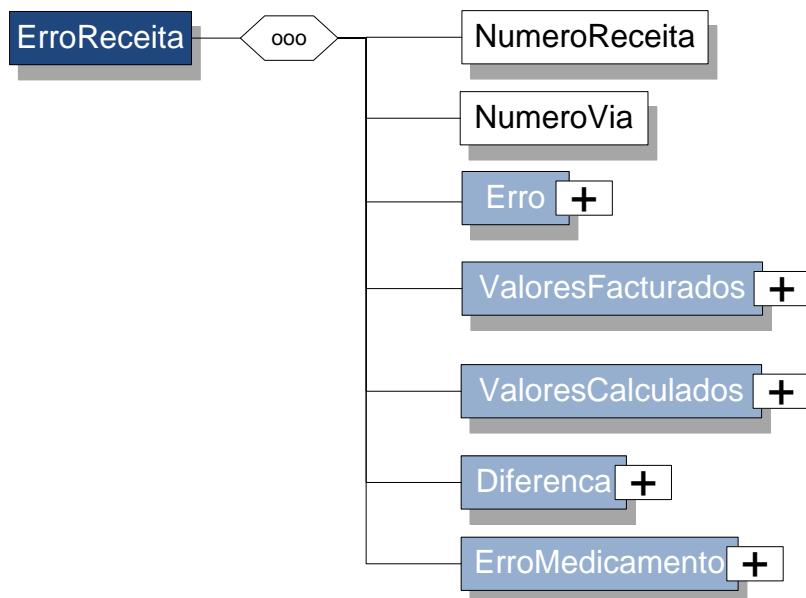 ErroReceita
ooo
NumeroReceita
NumeroVia
Erro +
ValoresFacturados +
ValoresCalculados +
Diferenca +
ErroMedicamento +